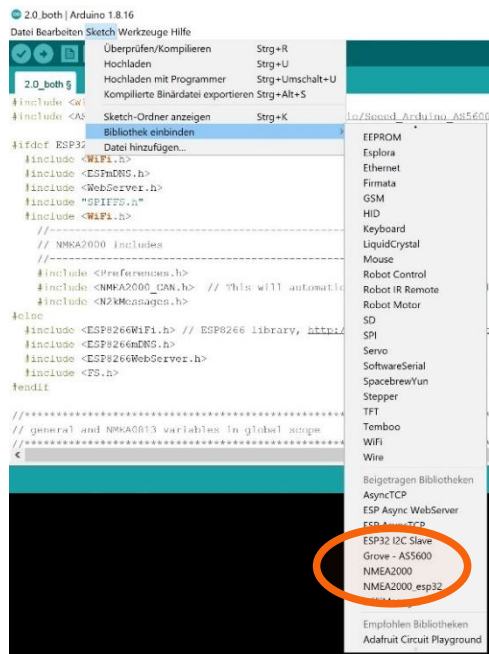 2.0_both | Arduino 1.8.16
Datei Bearbeiten Sketch Werkzeuge Hilfe
Überprüfen/Kompilieren Strg+R
Hochladen Strg+U
Hochladen mit Programmer Strg+Umschalt+U
Kompilierte Binärdatei exportieren Strg+Alt+S
Sketch-Ordner anzeigen Strg+K
Bibliothek einbinden
Datei hinzufügen...
2.0_both §
#include <Wi
#include <AS
io/Seeed_Arduino_AS5600
#ifdef ESP32
#include <WiFi.h>
#include <ESPmDNS.h>
#include <WebServer.h>
#include "SPIFFS.h"
#include <WiFi.h>
//-----------------------------------
// NMEA2000 includes
//-----------------------------------
#include <Preferences.h>
#include <NMEA2000_CAN.h> // This will automatic
#include <N2kMessages.h>
#else
#include <ESP8266WiFi.h> // ESP8266 library, http:/
#include <ESP8266mDNS.h>
#include <ESP8266WebServer.h>
#include <FS.h>
#endif
//****************************************
// general and NMEA0813 variables in global scope
//****************************************
EEPROM
Esplora
Ethernet
Firmata
GSM
HID
Keyboard
LiquidCrystal
Mouse
Robot Control
Robot IR Remote
Robot Motor
SD
SPI
Servo
SoftwareSerial
SpacebrewYun
Stepper
TFT
Temboo
WiFi
Wire
Beigetragen Bibliotheken
AsyncTCP
ESP Async WebServer
ESP AsyncTCP
ESP32 I2C Slave
Grove - AS5600
NMEA2000
NMEA2000_esp32
Empfohlen Bibliotheken
Adafruit Circuit Playground